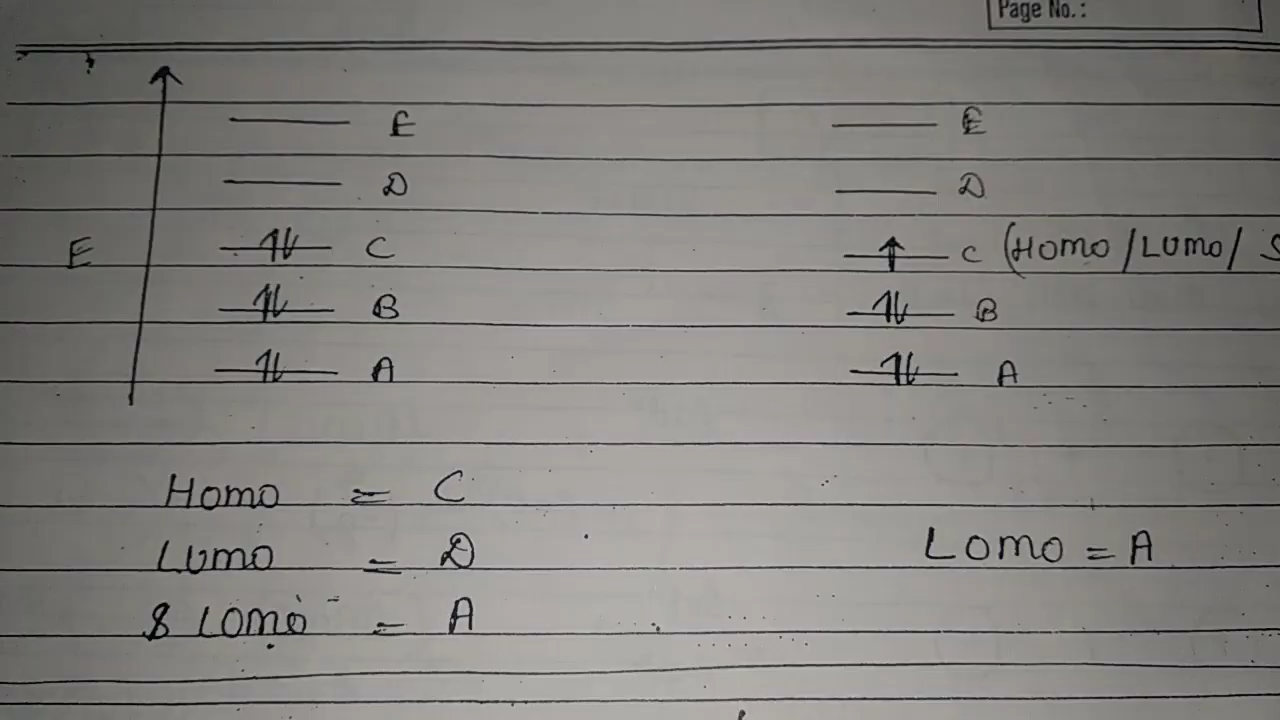 Page No.:
E E
D D
E C C (HOMO/LUMO/ S
B B
A A
Homo = C
LUMO = D LOMO = A
& LOMO = A